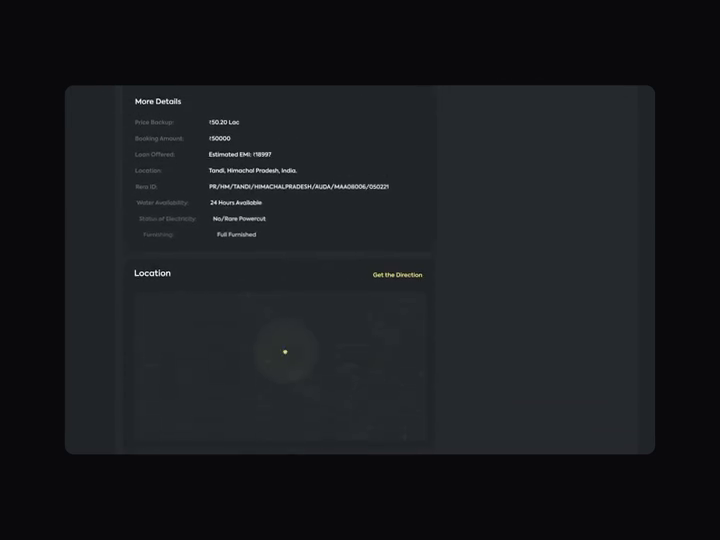 More Details
Price Backup: ₹50.20 Lac
Booking Amount: ₹50000
Loan Offered: Estimated EMI: ₹18997
Location: Tandi, Himachal Pradesh, India.
Rera ID: PR/HM/TANDI/HIMACHALPRADESH/AUDA/MAA08006/050221
Water Availability: 24 Hours Available
Status of Electricity: No/Rare Powercut
Furnishing: Full Furnished
Location
Get the Direction